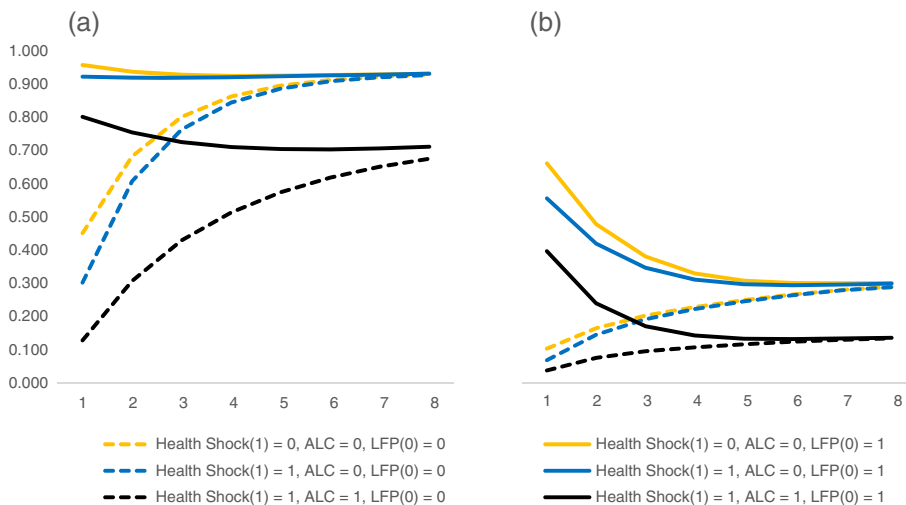 (a)
(b)
1.000
0.900
0.800
0.700
0.600
0.500
0.400
0.300
0.200
0.100
0.000
1 2 3 4 5 6 7 8
1 2 3 4 5 6 7 8
Health Shock(1) = 0, ALC = 0, LFP(0) = 0
Health Shock(1) = 1, ALC = 0, LFP(0) = 0
Health Shock(1) = 1, ALC = 1, LFP(0) = 0
Health Shock(1) = 0, ALC = 0, LFP(0) = 1
Health Shock(1) = 1, ALC = 0, LFP(0) = 1
Health Shock(1) = 1, ALC = 1, LFP(0) = 1